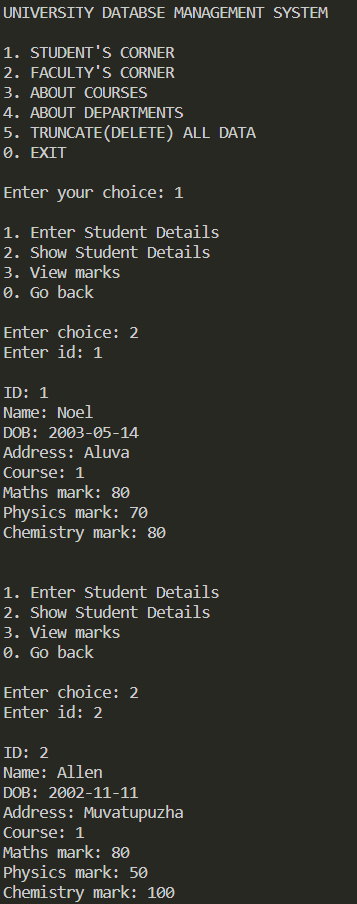 UNIVERSITY DATABSE MANAGEMENT SYSTEM
1. STUDENT'S CORNER
2. FACULTY'S CORNER
3. ABOUT COURSES
4. ABOUT DEPARTMENTS
5. TRUNCATE(DELETE) ALL DATA
0. EXIT
Enter your choice: 1
1. Enter Student Details
2. Show Student Details
3. View marks
0. Go back
Enter choice: 2
Enter id: 1
ID: 1
Name: Noel
DOB: 2003-05-14
Address: Aluva
Course: 1
Maths mark: 80
Physics mark: 70
Chemistry mark: 80
1. Enter Student Details
2. Show Student Details
3. View marks
0. Go back
Enter choice: 2
Enter id: 2
ID: 2
Name: Allen
DOB: 2002-11-11
Address: Muvatupuzha
Course: 1
Maths mark: 80
Physics mark: 50
Chemistry mark: 100